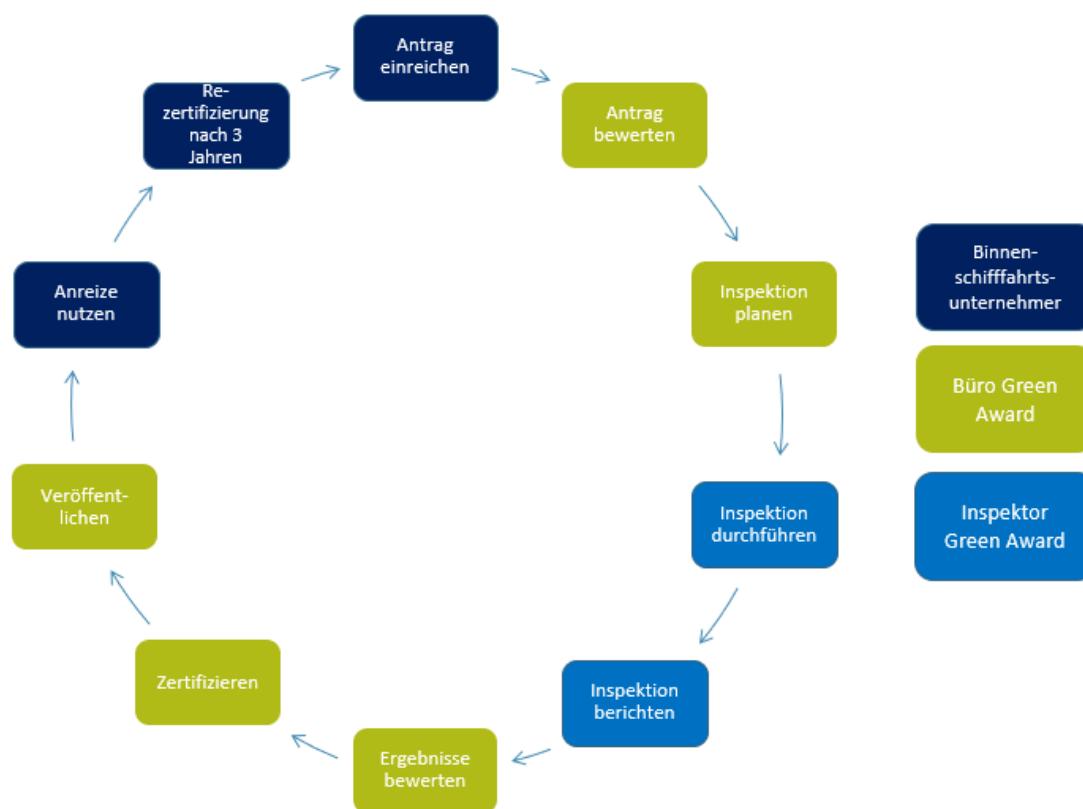 Antrag
einreichen
Antrag
bewerten
Inspektion
planen
Inspektion
durchführen
Inspektion
berichten
Ergebnisse
bewerten
Zertifizieren
Veröffent-
lichen
Anreize
nutzen
Re-
zertifizierung
nach 3
Jahren
Binnen-
schifffahrts-
unternehmer
Büro Green
Award
Inspektor
Green Award